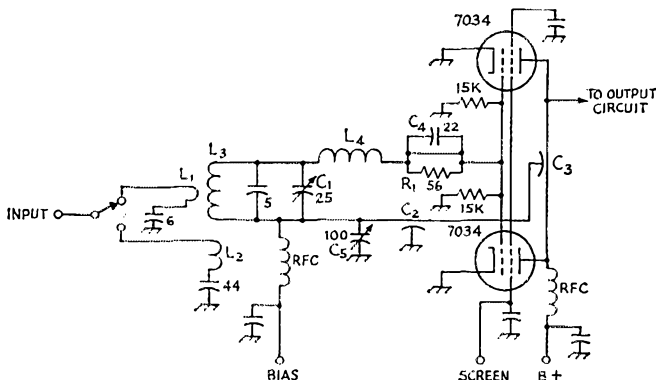 7034
TO OUTPUT
CIRCUIT
15K
C4
22
L4
L3
R1
56
C3
L1
C1
25
5
C2
15K
INPUT
6
100
C5
7034
L2
RFC
44
RFC
BIAS
SCREEN
B+